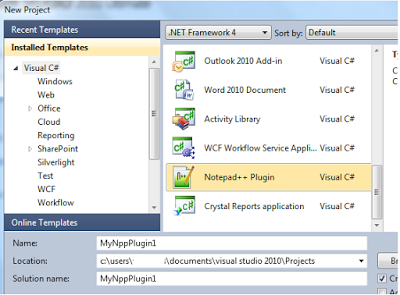 New Project
Recent Templates
.NET Framework 4 Sort by: Default
Installed Templates
Visual C#
Windows
Web
Office
Cloud
Reporting
SharePoint
Silverlight
Test
WCF
Workflow
Outlook 2010 Add-in Visual C#
Word 2010 Document Visual C#
Activity Library Visual C#
WCF Workflow Service Appli... Visual C#
Notepad++ Plugin Visual C#
Crystal Reports application Visual C#
Online Templates
Name: MyNppPlugin1
Location: c:\users\ \documents\visual studio 2010\Projects
Solution name: MyNppPlugin1